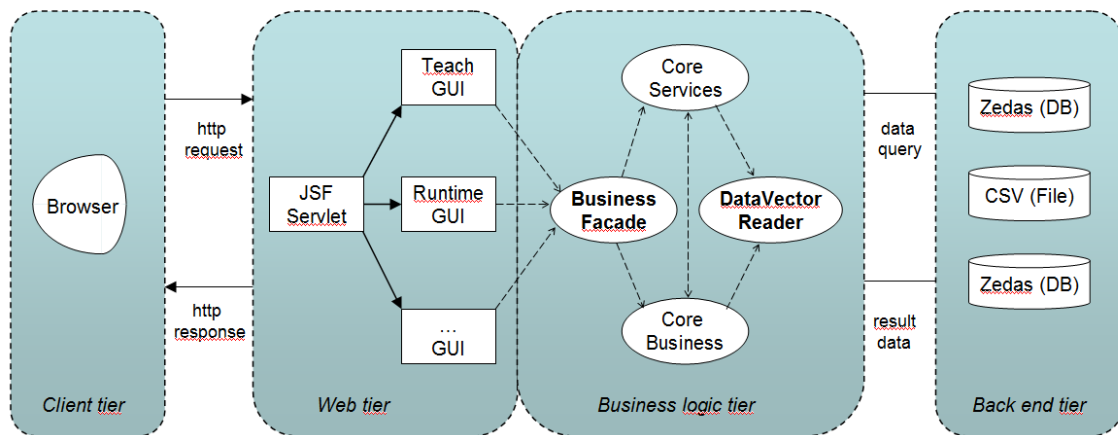 Browser
Client tier
http
request
http
response
JSF
Servlet
Teach
GUI
Runtime
GUI
...
GUI
Web tier
Business
Facade
Core
Services
DataVector
Reader
Core
Business
Business logic tier
data
query
result
data
Zedas (DB)
CSV (File)
Zedas (DB)
Back end tier